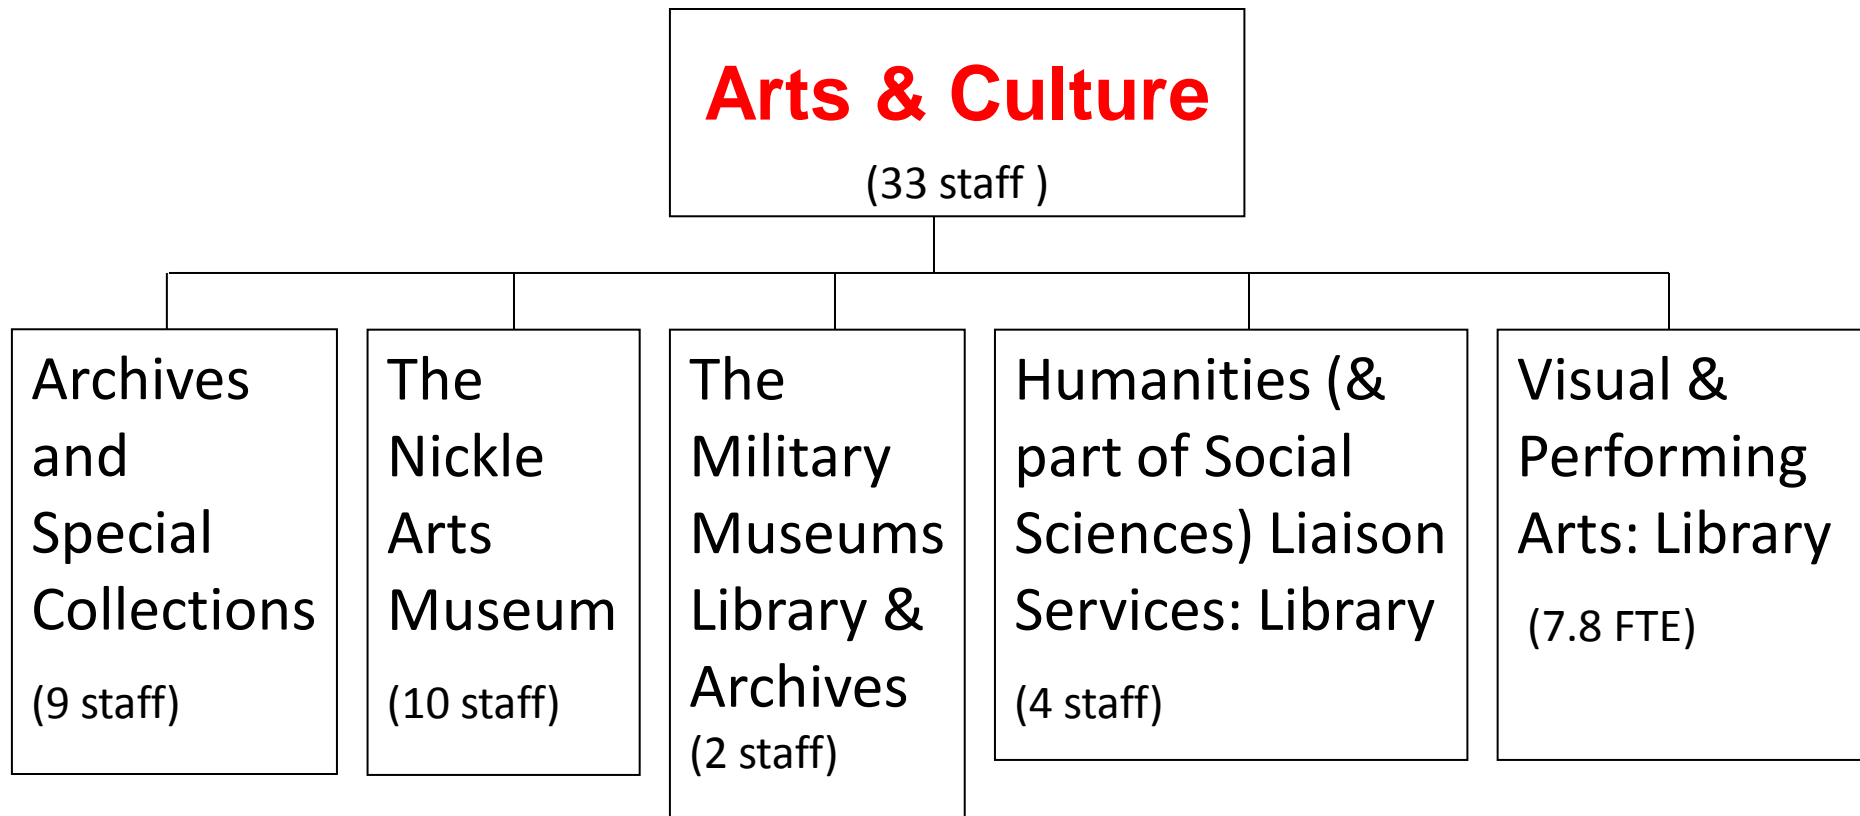 Arts & Culture
(33 staff )
Archives
and
Special
Collections
(9 staff)
The
Nickle
Arts
Museum
(10 staff)
The
Military
Museums
Library &
Archives
(2 staff)
Humanities (&
part of Social
Sciences) Liaison
Services: Library
(4 staff)
Visual &
Performing
Arts: Library
(7.8 FTE)